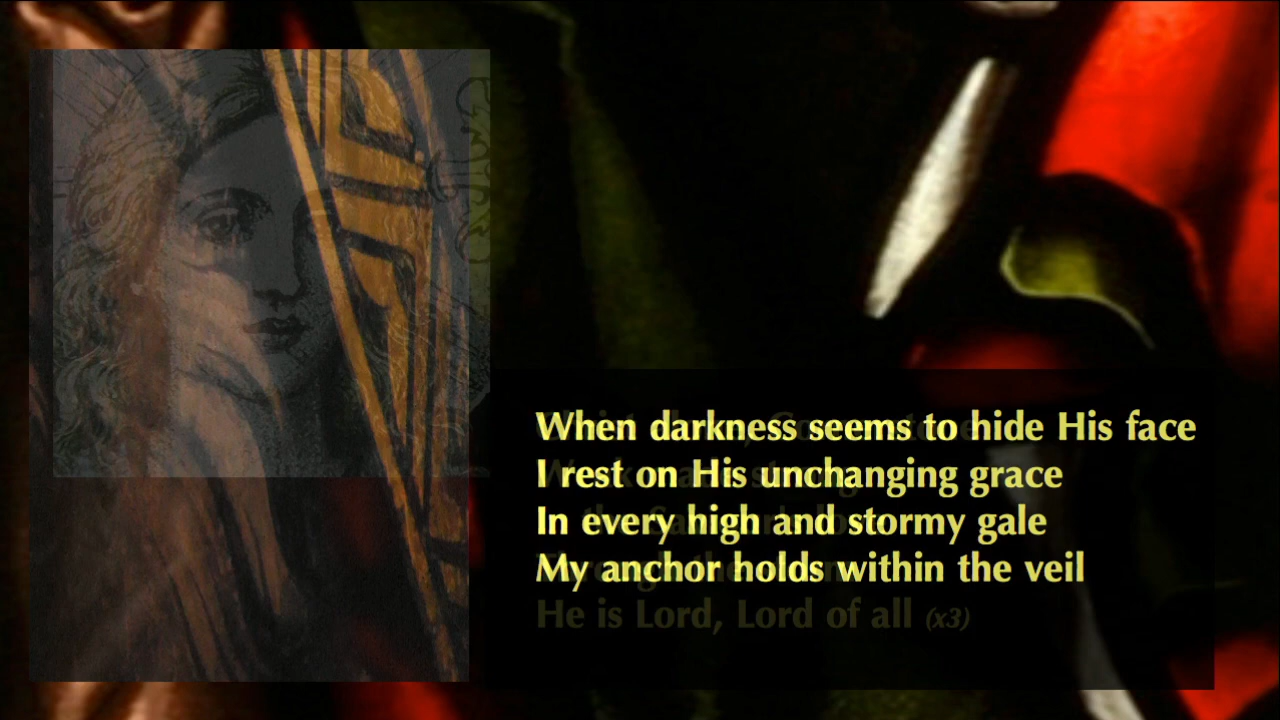 When darkness seems to hide His face
I rest on His unchanging grace
In every high and stormy gale
My anchor holds within the veil
He is Lord, Lord of all (x3)